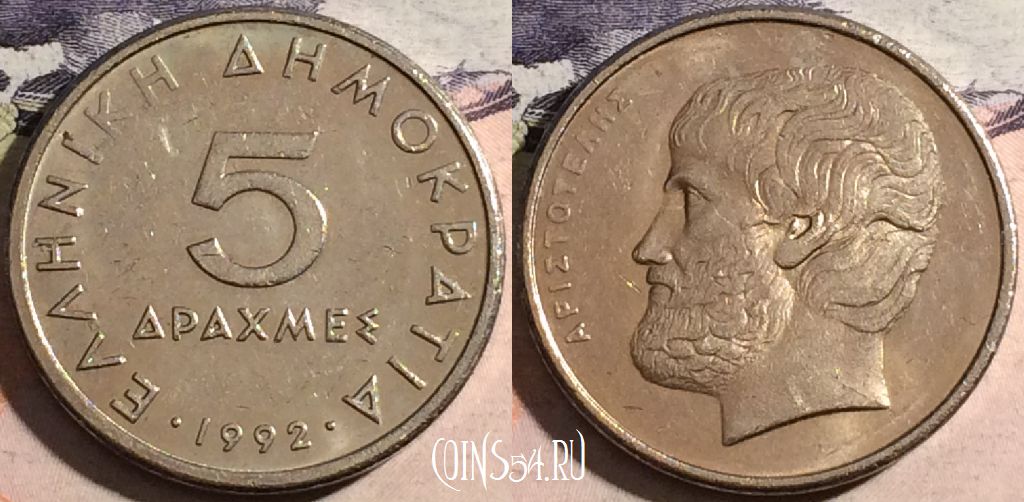 ΕΛΛΗΝΙΚΗ ΔΗΜΟΚΡΑΤΙΑ
5
ΔΡΑΧΜΕΣ
· 1992 ·
ΑΡΙΣΤΟΤΕΛΗΣ
COINS54.RU